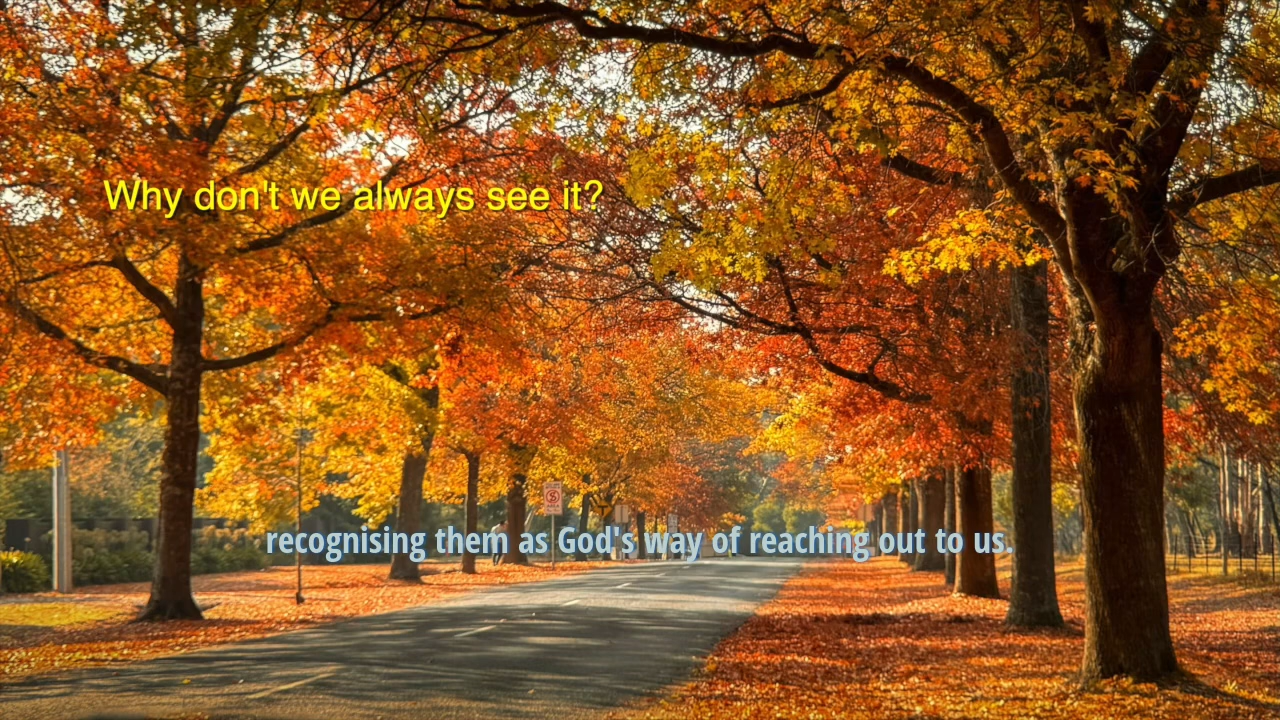 Why don't we always see it?
recognising them as God's way of reaching out to us.